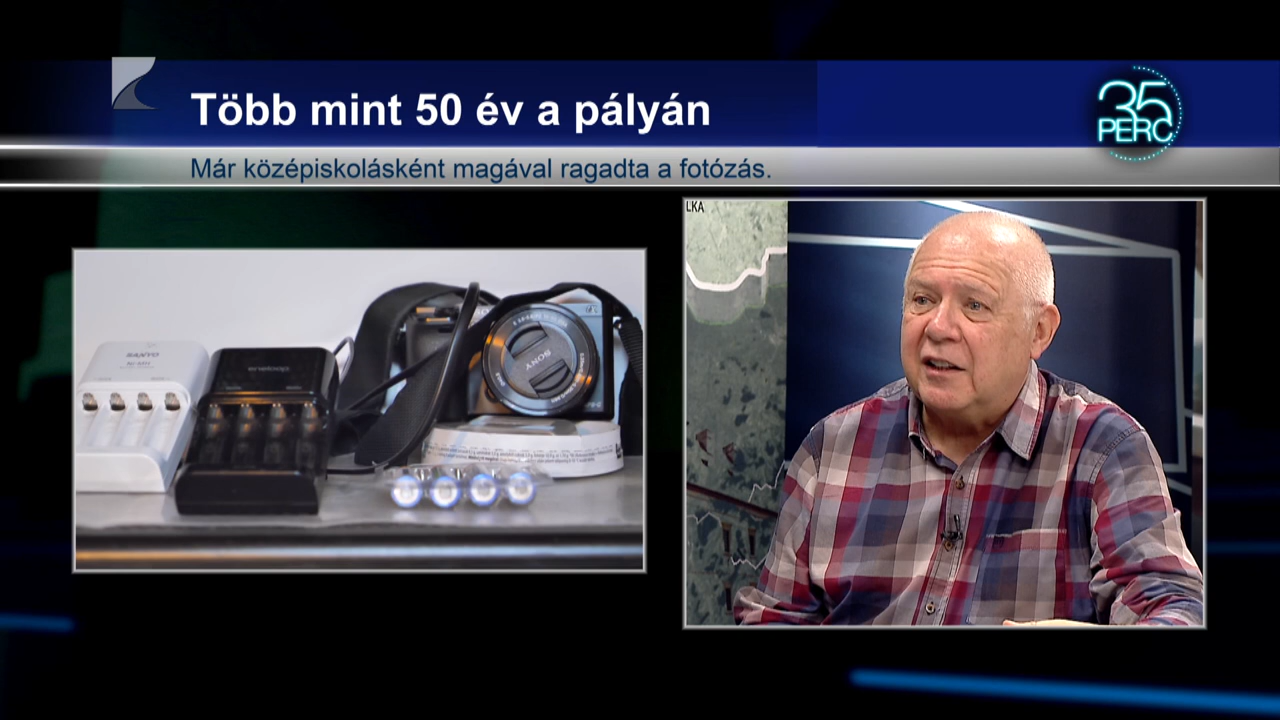 Több mint 50 év a pályán
35
PERC
Már középiskolásként magával ragadta a fotózás.
LKA
SANYO
eneloop
SONY